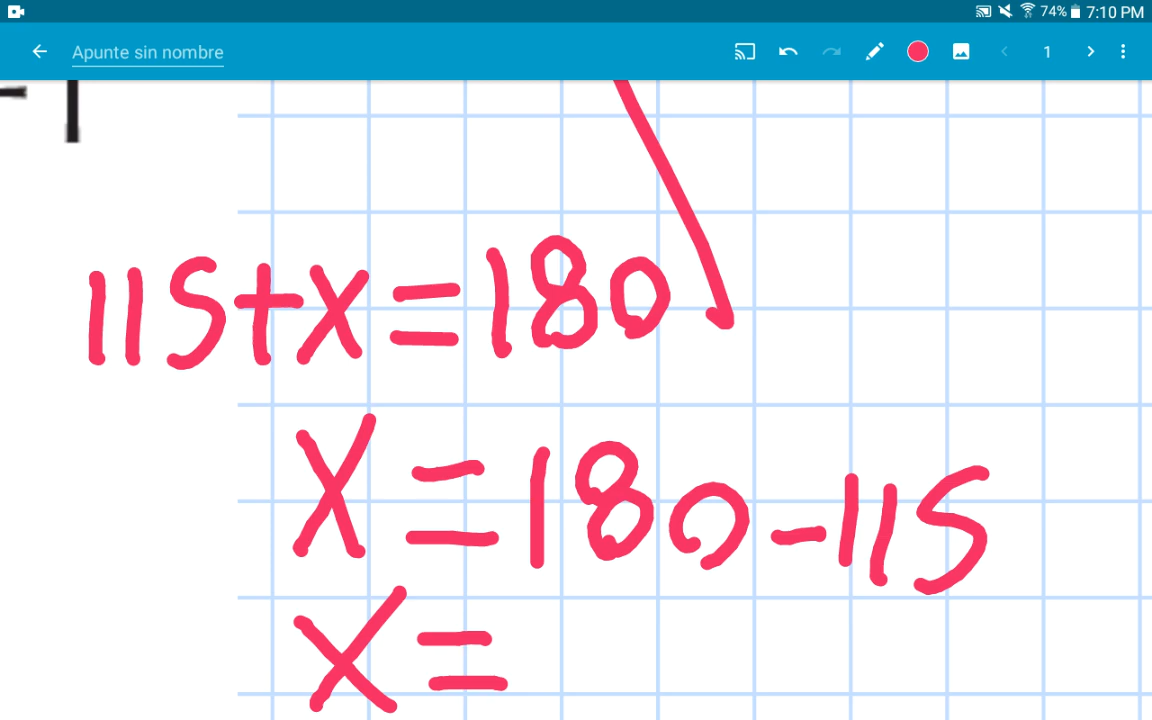 74% 7:10 PM
Apunte sin nombre
1
115+x=180
x=180-115
x=